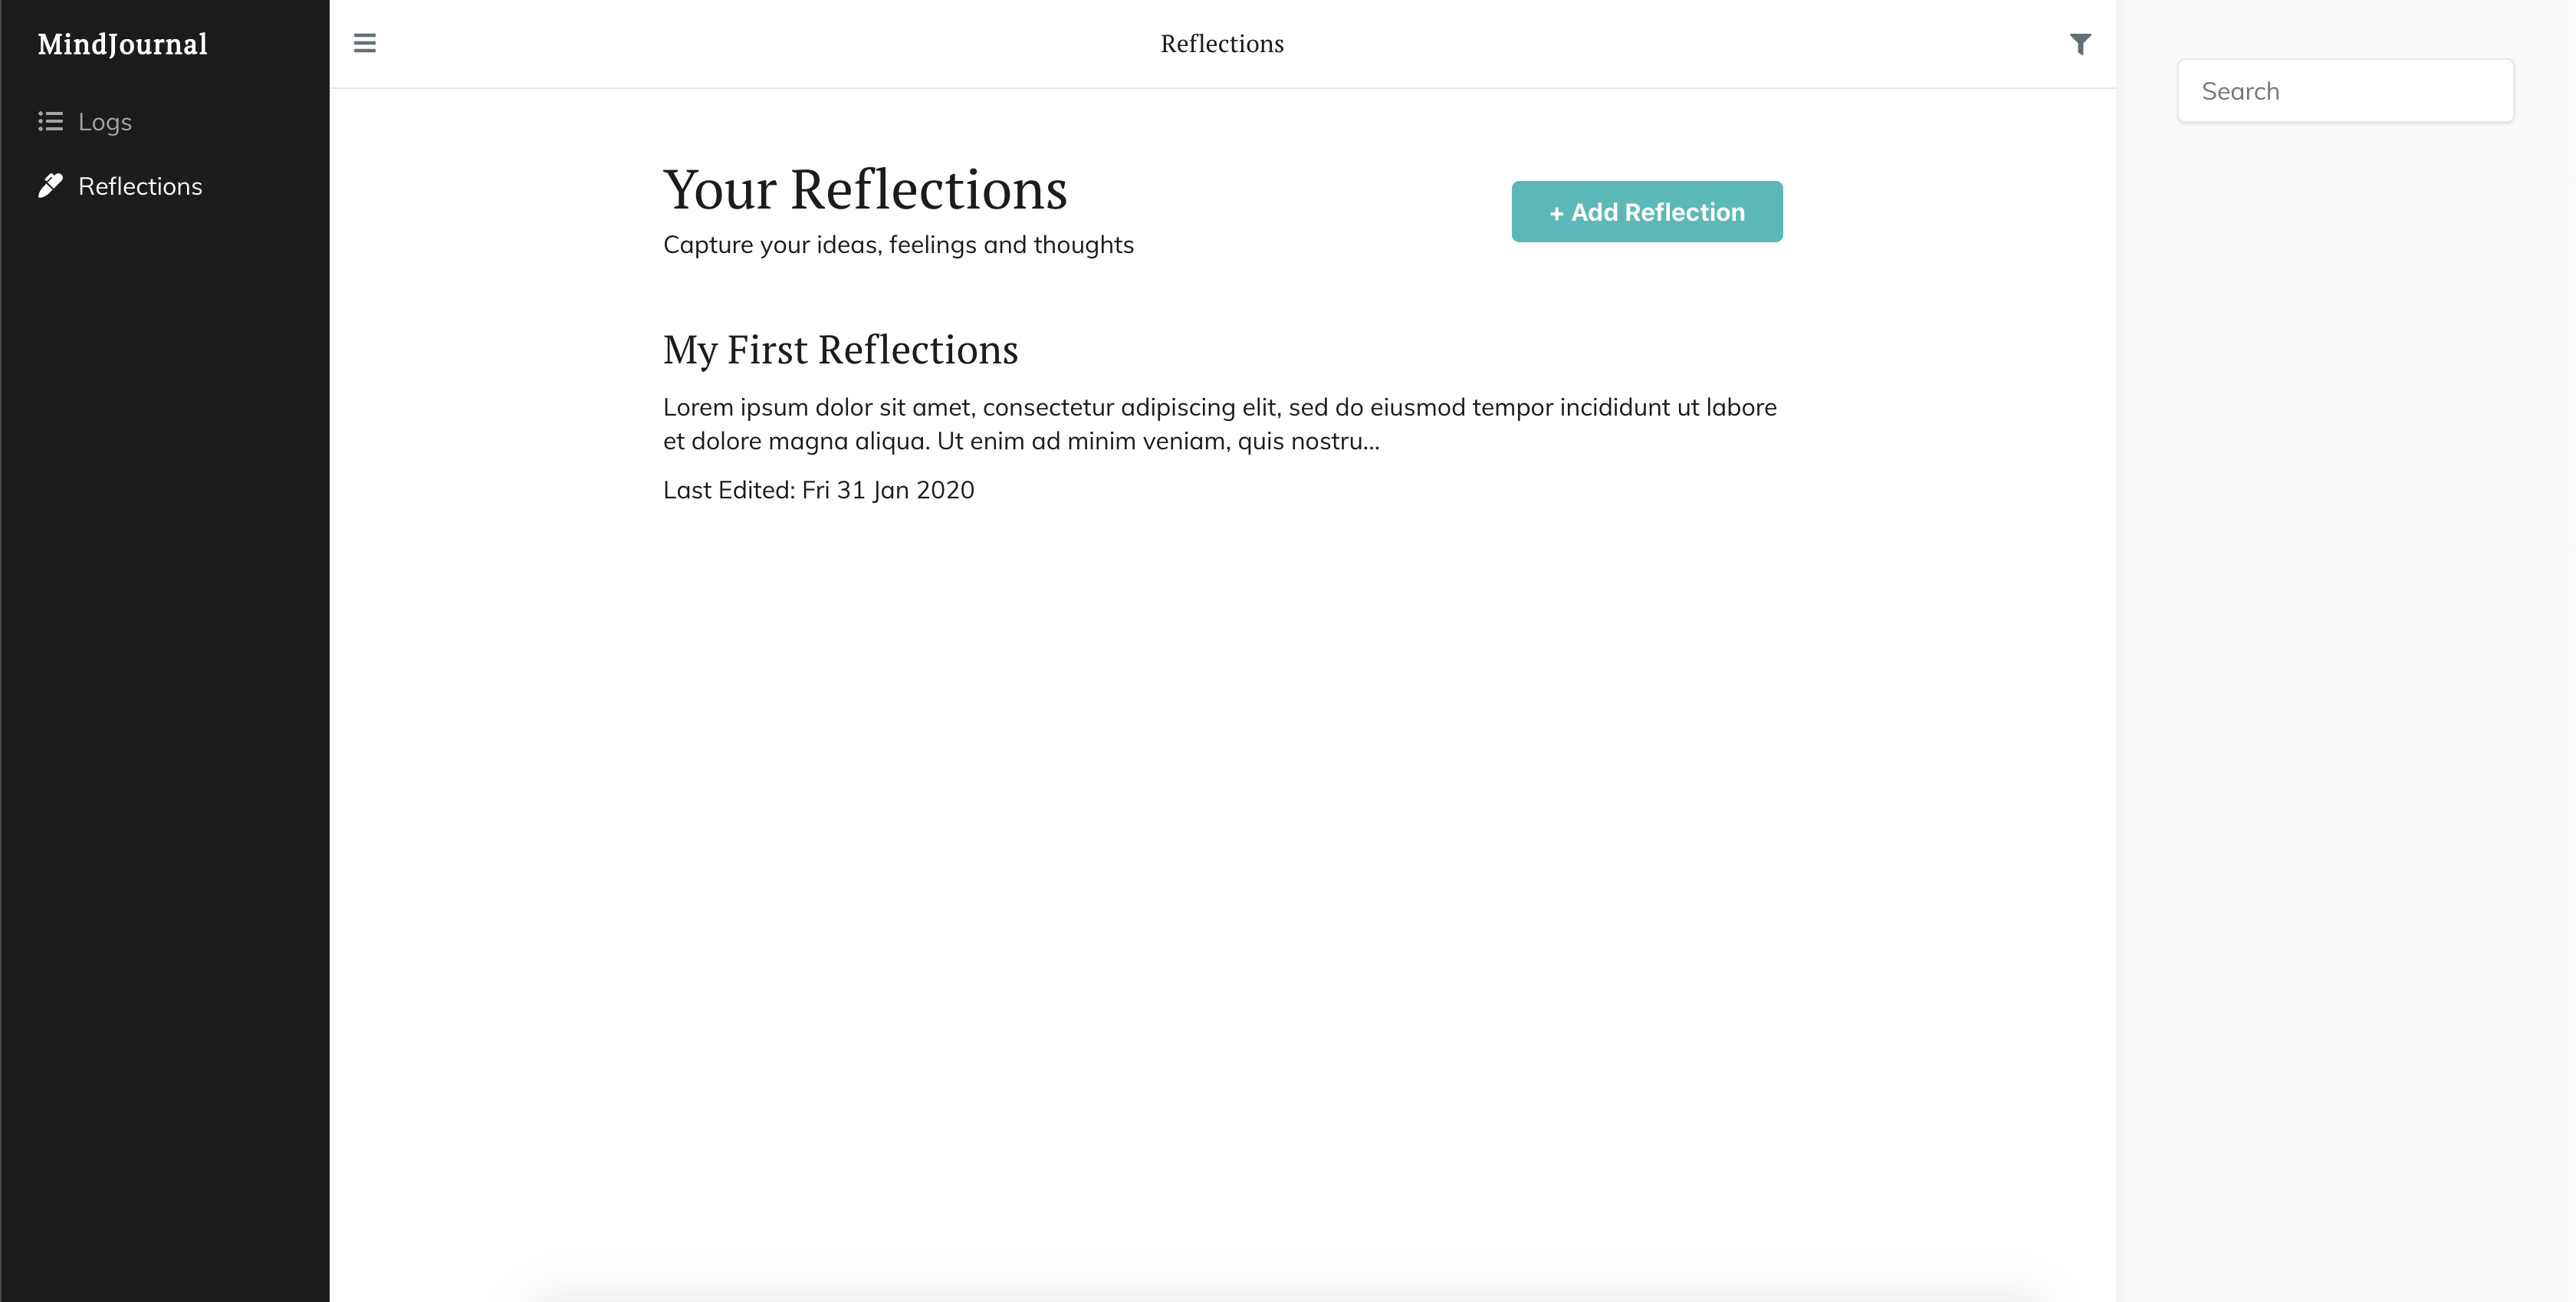 MindJournal
Logs
Reflections
Reflections
Your Reflections
Capture your ideas, feelings and thoughts
+ Add Reflection
My First Reflections
Lorem ipsum dolor sit amet, consectetur adipiscing elit, sed do eiusmod tempor incididunt ut labore
et dolore magna aliqua. Ut enim ad minim veniam, quis nostru...
Last Edited: Fri 31 Jan 2020
Search